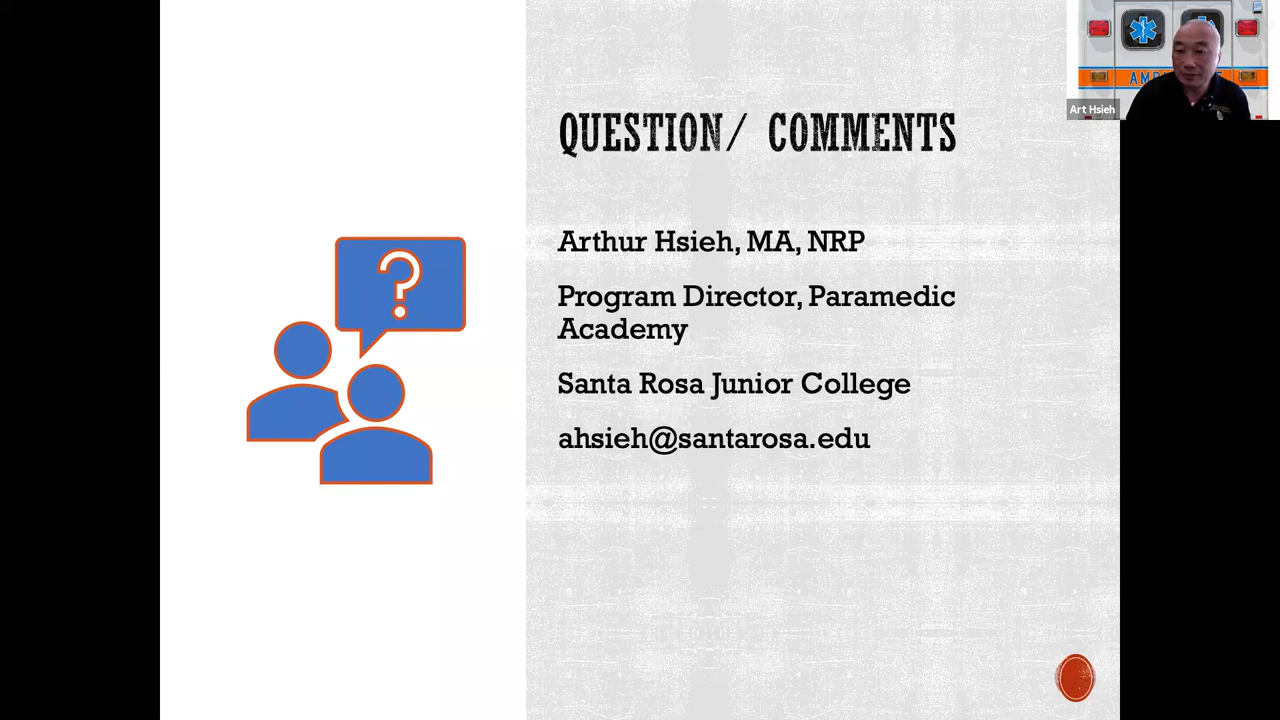 QUESTION/ COMMENTS
Arthur Hsieh, MA, NRP
Program Director, Paramedic
Academy
Santa Rosa Junior College
ahsieh@santarosa.edu
?
Art Hsieh